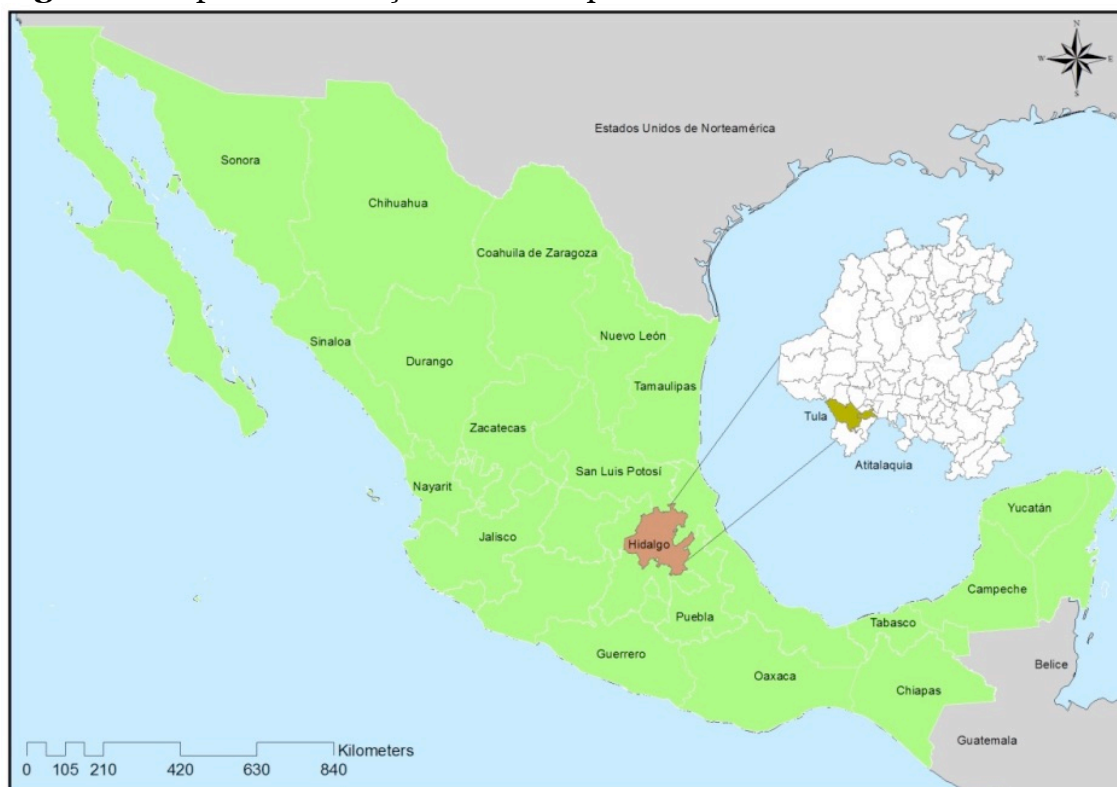 N
W E
S
Estados Unidos de Norteamérica
Sonora
Chihuahua
Coahuila de Zaragoza
Nuevo León
Sinaloa
Durango
Tamaulipas
Zacatecas
Tula
Atitalaquia
San Luis Potosí
Nayarit
Yucatán
Jalisco
Hidalgo
Campeche
Puebla
Tabasco
Guerrero
Belice
Oaxaca
Chiapas
Guatemala
Kilometers
0 105 210 420 630 840